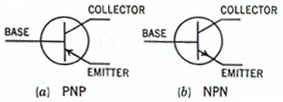 COLLECTOR
COLLECTOR
BASE
BASE
EMITTER
EMITTER
(a) PNP
(b) NPN